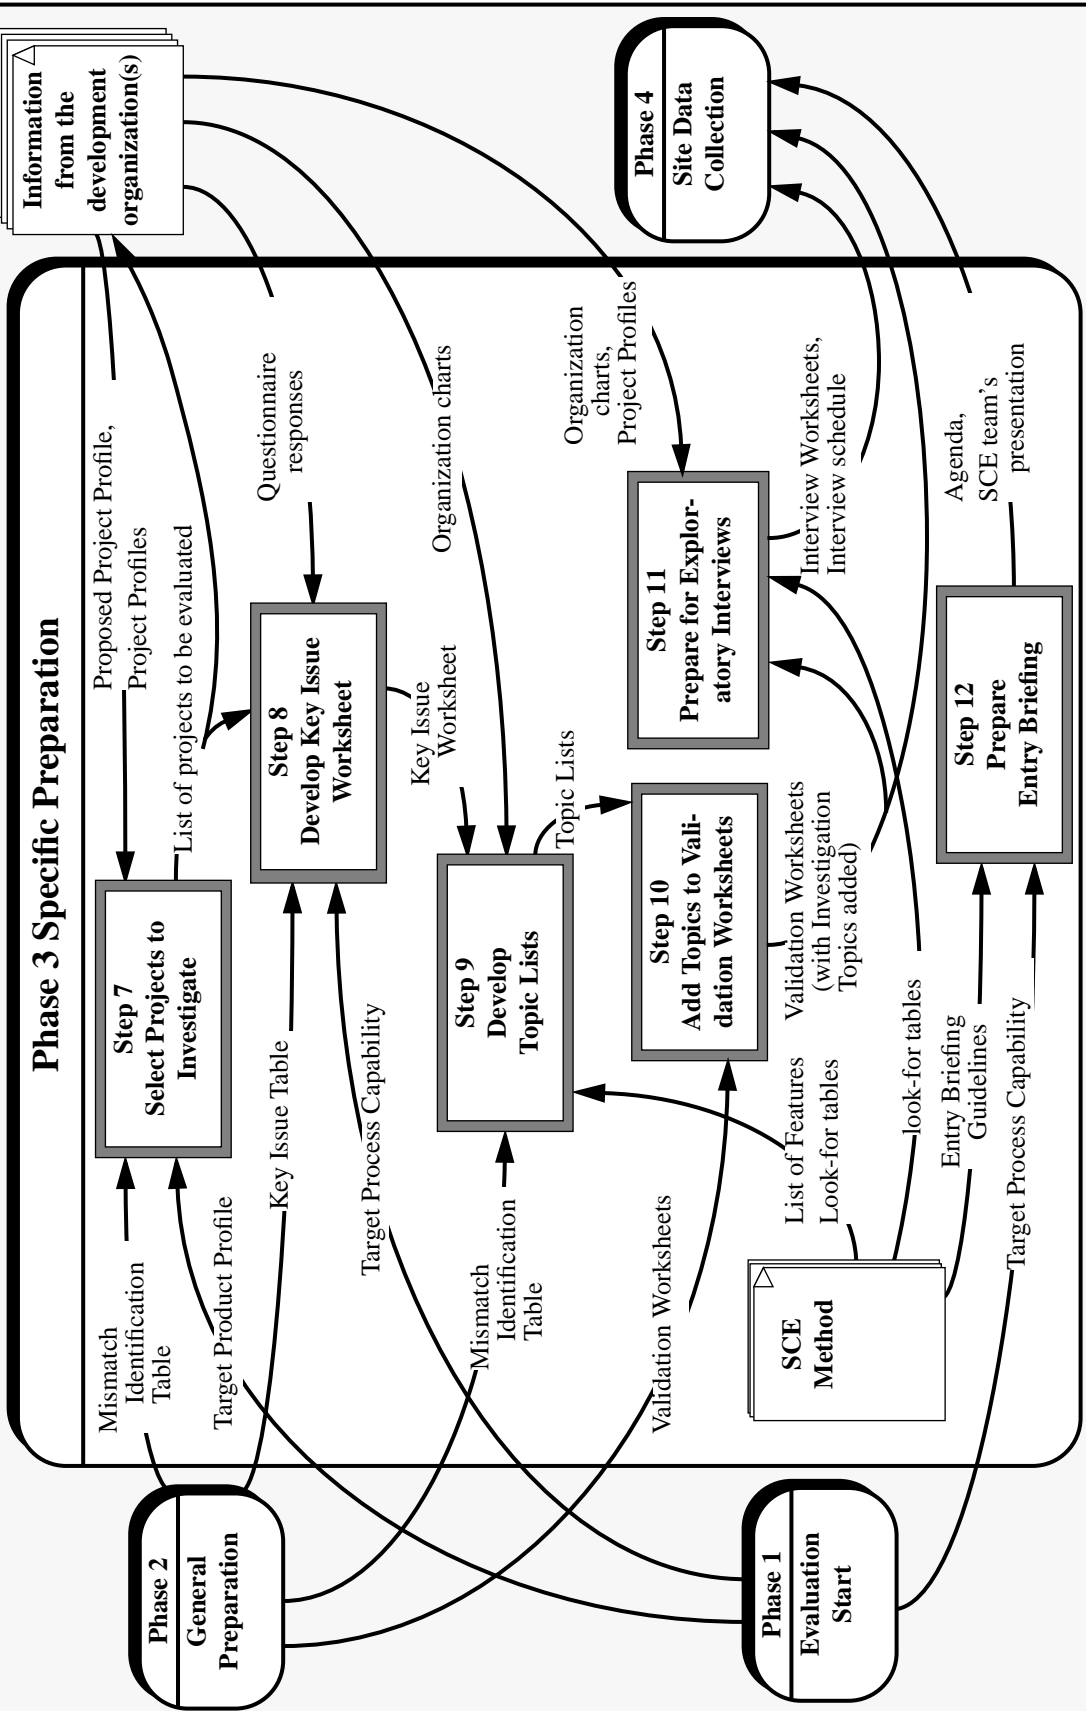 Phase 3 Specific Preparation
Phase 2
General
Preparation
Phase 1
Evaluation
Start
Mismatch
Identification
Table
Target Product Profile
Key Issue Table
Target Process Capability
Mismatch
Identification
Table
Validation Worksheets
SCE
Method
List of Features
Look-for tables
look-for tables
Entry Briefing
Guidelines
Target Process Capability
Step 7
Select Projects to
Investigate
Proposed Project Profile,
Project Profiles
List of projects to be evaluated
Step 8
Develop Key Issue
Worksheet
Questionnaire
responses
Key Issue
Worksheet
Step 9
Develop
Topic Lists
Organization charts
Topic Lists
Step 10
Add Topics to Vali-
dation Worksheets
Validation Worksheets
(with Investigation
Topics added)
Step 11
Prepare for Explor-
atory Interviews
Organization
charts,
Project Profiles
Interview Worksheets,
Interview schedule
Step 12
Prepare
Entry Briefing
Agenda,
SCE team's
presentation
Information
from the
development
organization(s)
Phase 4
Site Data
Collection